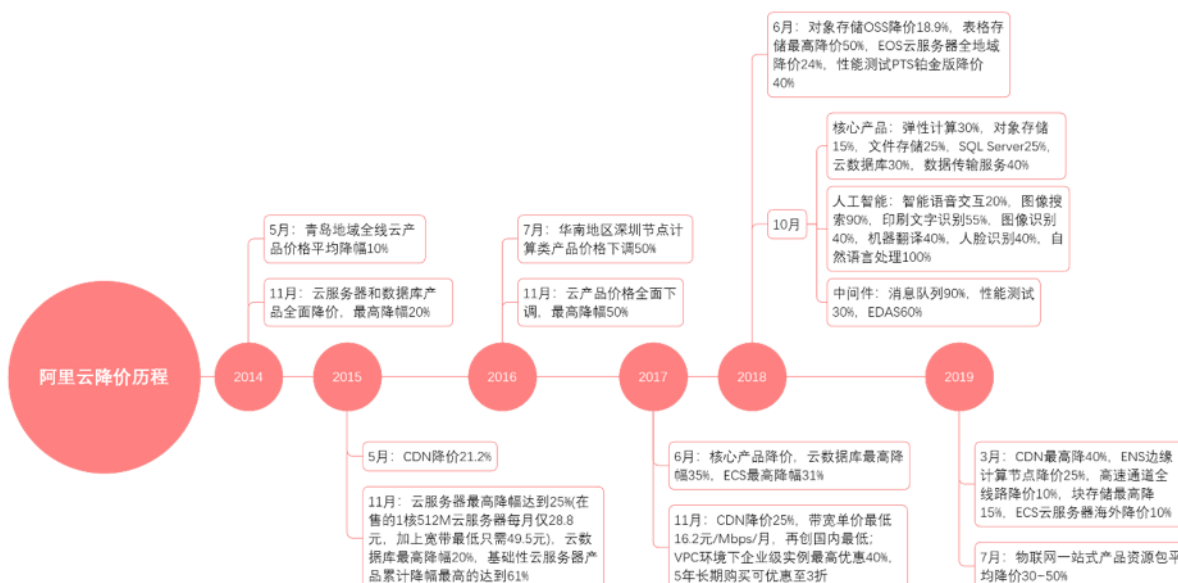 阿里云降价历程
2014
5月：青岛地域全线云产
品价格平均降幅10%
11月：云服务器和数据库产
品全面降价，最高降幅20%
2015
5月：CDN降价21.2%
11月：云服务器最高降幅达到25%(在
售的1核512M云服务器每月仅28.8
元，加上宽带最低只需49.5元)，云数
据库最高降幅20%，基础性云服务器产
品累计降幅最高的达到61%
2016
7月：华南地区深圳节点计
算类产品价格下调50%
11月：云产品价格全面下
调，最高降幅50%
2017
6月：核心产品降价，云数据库最高降
幅35%，ECS最高降幅31%
11月：CDN降价25%，带宽单价最低
16.2元/Mbps/月，再创国内最低；
VPC环境下企业级实例最高优惠40%，
5年长期购买可优惠至3折
2018
6月：对象存储OSS降价18.9%，表格存
储最高降价50%，EOS云服务器全地域
降价24%，性能测试PTS铂金版降价
40%
10月
核心产品：弹性计算30%，对象存储
15%，文件存储25%，SQL Server25%，
云数据库30%，数据传输服务40%
人工智能：智能语音交互20%，图像搜
索90%，印刷文字识别55%，图像识别
40%，机器翻译40%，人脸识别40%，自
然语言处理100%
中间件：消息队列90%，性能测试
30%，EDAS60%
2019
3月：CDN最高降40%，ENS边缘
计算节点降价25%，高速通道全
线路降价10%，块存储最高降
15%，ECS云服务器海外降价10%
7月：物联网一站式产品资源包平
均降价30-50%